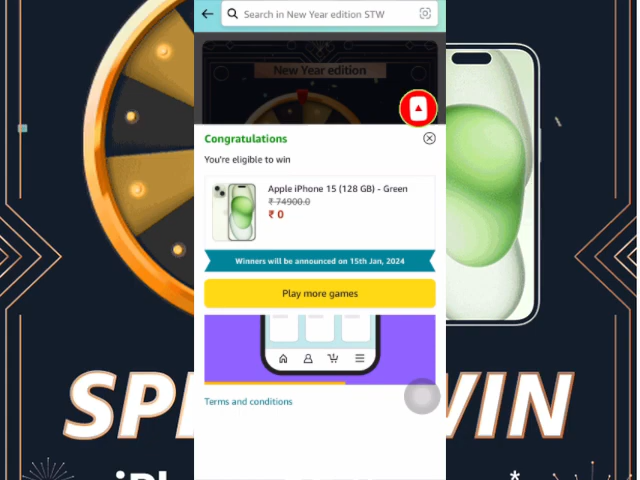 Search in New Year edition STW
New Year edition
Congratulations
You're eligible to win
Apple iPhone 15 (128 GB) - Green
₹ 74900.0
₹ 0
Winners will be announced on 15th Jan, 2024
Play more games
Terms and conditions
SP
IN